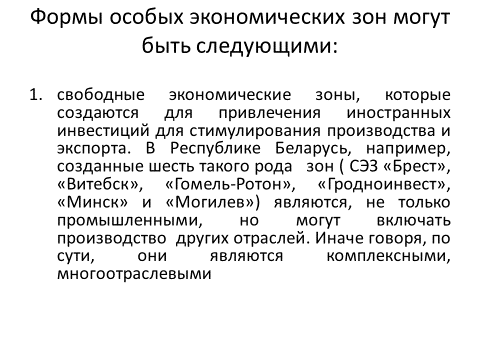 Формы особых экономических зон могут
быть следующими:
1. свободные экономические зоны, которые
создаются для привлечения иностранных
инвестиций для стимулирования производства и
экспорта. В Республике Беларусь, например,
созданные шесть такого рода зон ( СЭЗ «Брест»,
«Витебск», «Гомель-Ротон», «Гродноинвест»,
«Минск» и «Могилев») являются, не только
промышленными, но могут включать
производство других отраслей. Иначе говоря, по
сути, они являются комплексными,
многоотраслевыми